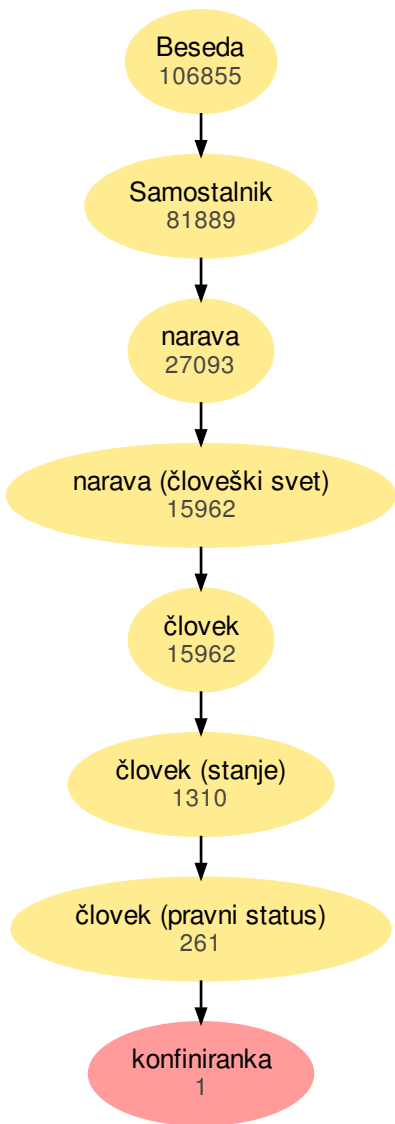 Beseda
106855
Samostalnik
81889
narava
27093
narava (človeški svet)
15962
človek
15962
človek (stanje)
1310
človek (pravni status)
261
konfiniranka
1